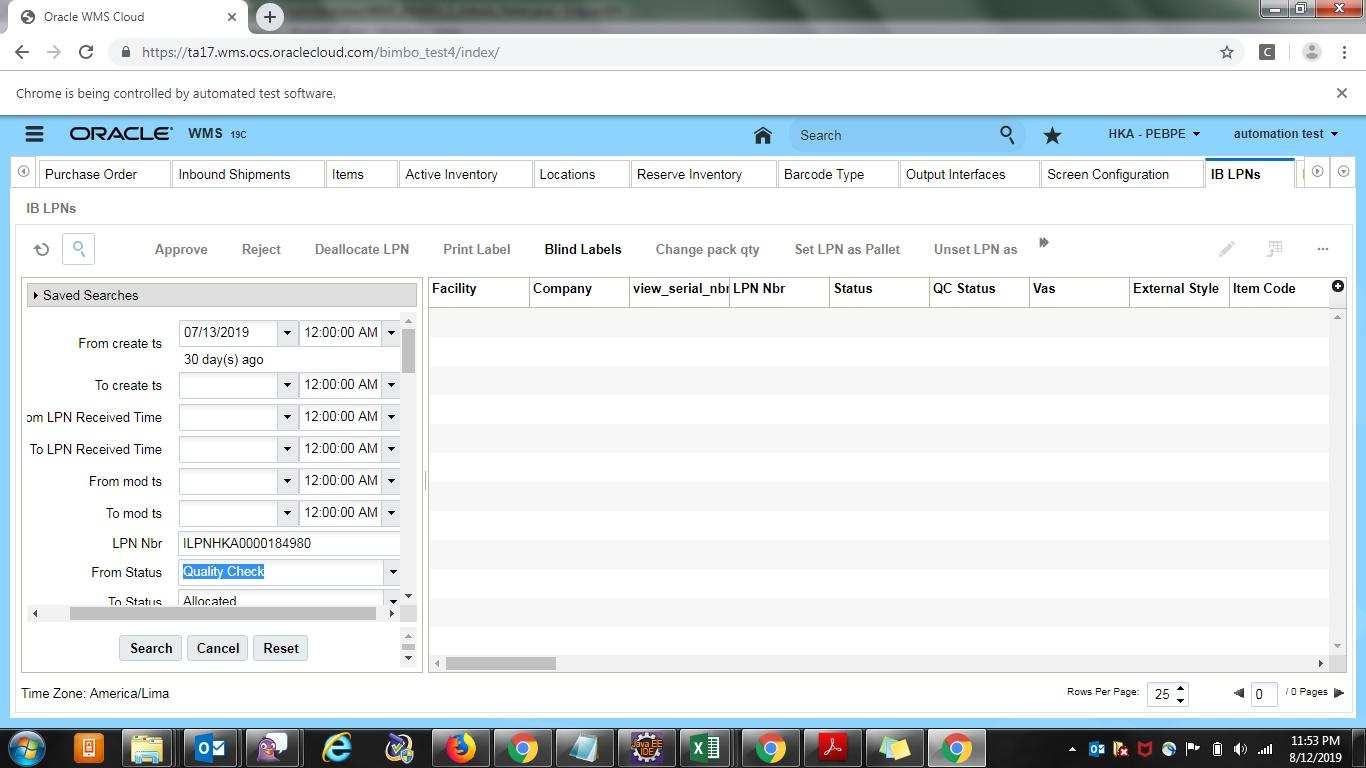 Oracle WMS Cloud
https://ta17.wms.ocs.oraclecloud.com/bimbo_test4/index/
C
Chrome is being controlled by automated test software.
ORACLE WMS 19C
Search
HKA - PEBPE
automation test
Purchase Order Inbound Shipments Items Active Inventory Locations Reserve Inventory Barcode Type Output Interfaces Screen Configuration IB LPNs
IB LPNs
Approve Reject Deallocate LPN Print Label Blind Labels Change pack qty Set LPN as Pallet Unset LPN as
Saved Searches
From create ts 07/13/2019 12:00:00 AM
30 day(s) ago
To create ts 12:00:00 AM
om LPN Received Time 12:00:00 AM
To LPN Received Time 12:00:00 AM
From mod ts 12:00:00 AM
To mod ts 12:00:00 AM
LPN Nbr ILPNHKA0000184980
From Status Quality Check
To Status Allocated
Search Cancel Reset
Facility Company view_serial_nbr LPN Nbr Status QC Status Vas External Style Item Code
Time Zone: America/Lima
Rows Per Page: 25
0 / 0 Pages
Java EE
IDE
11:53 PM
8/12/2019